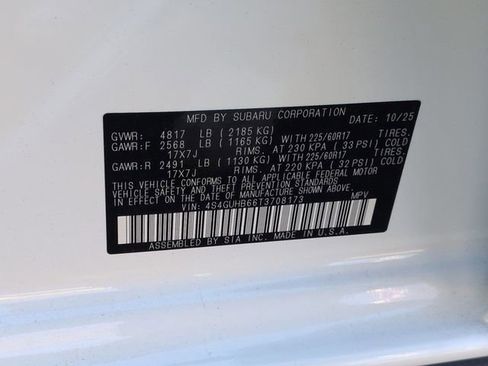 MFD BY SUBARU CORPORATION DATE: 10/25
GVWR: 4817 LB (2185 KG)
GAWR:F 2568 LB (1165 KG) WITH 225/60R17 TIRES.
17X7J RIMS. AT 230 KPA (33 PSI) COLD
GAWR:R 2491 LB (1130 KG) WITH 225/60R17 TIRES.
17X7J RIMS. AT 220 KPA (32 PSI) COLD
THIS VEHICLE CONFORMS TO ALL APPLICABLE FEDERAL MOTOR
VEHICLE SAFETY AND THEFT PREVENTION STANDARDS
IN EFFECT ON THE DATE OF MANUFACTURE SHOWN ABOVE.
VIN: 4S4GUHB66T3708173 MPV
ASSEMBLED BY SIA INC. MADE IN U.S.A.